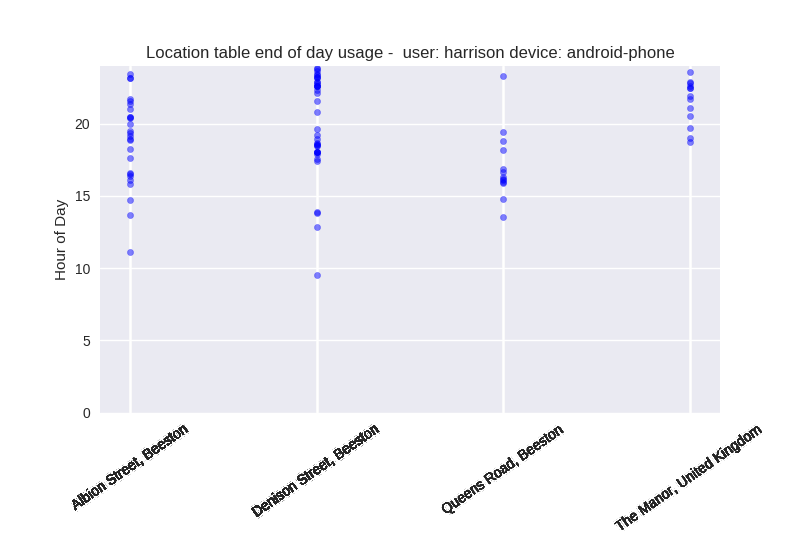 Location table end of day usage -  user: harrison device: android-phone
20
15
10
5
0
Hour of Day
Albion Street, Beeston
Denison Street, Beeston
Queens Road, Beeston
The Manor, United Kingdom